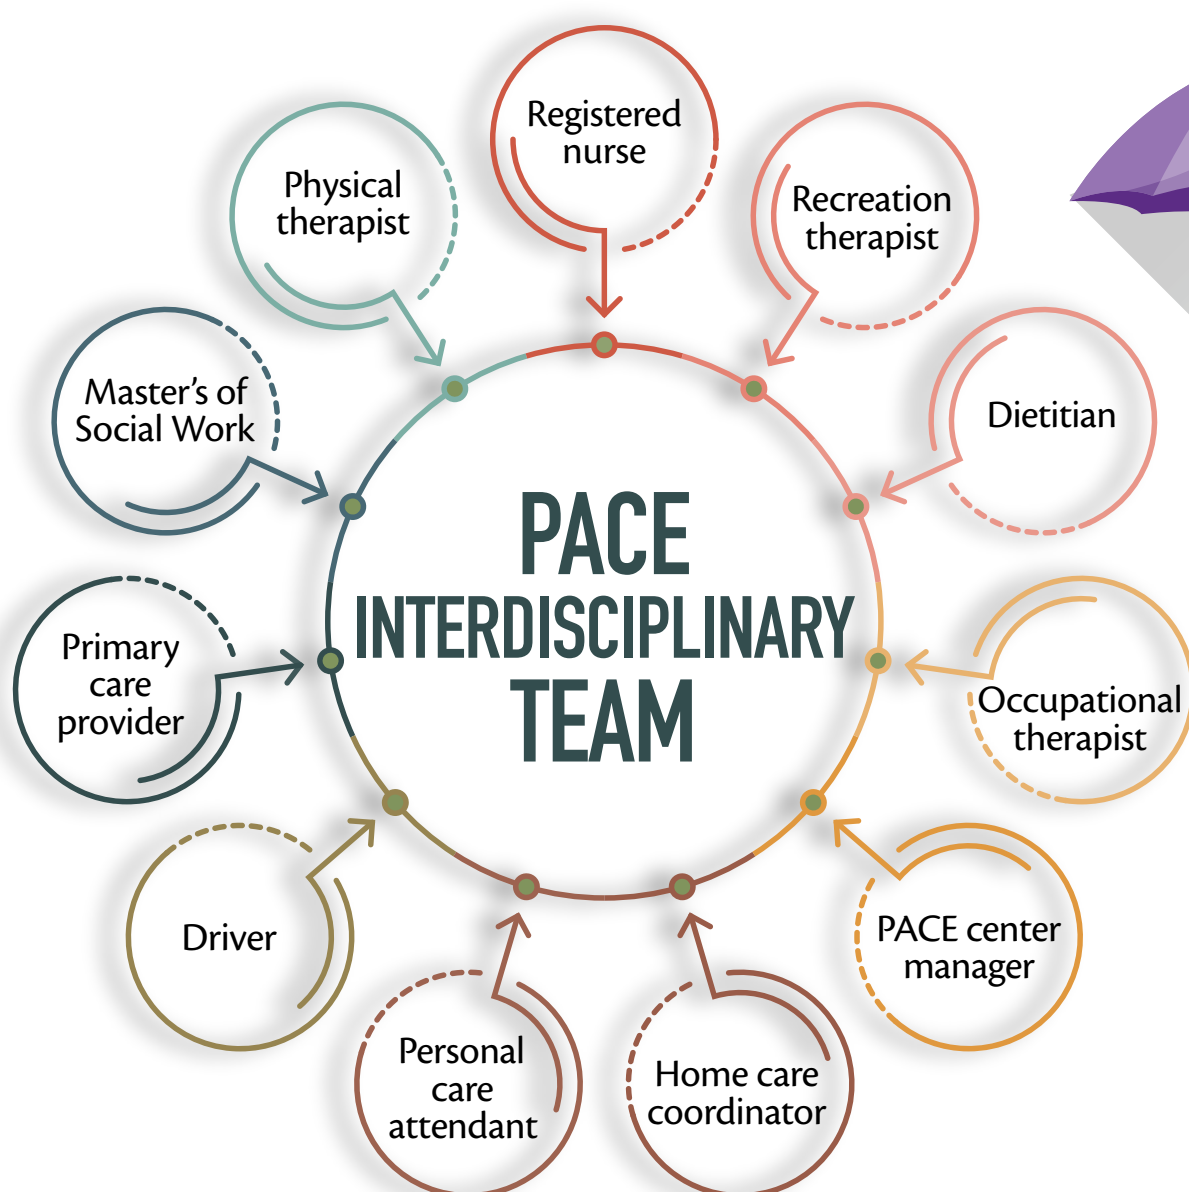 Registered
nurse
Recreation
therapist
Dietitian
Occupational
therapist
PACE center
manager
Home care
coordinator
Personal
care
attendant
Driver
Primary
care
provider
Master’s of
Social Work
Physical
therapist
PACE
INTERDISCIPLINARY
TEAM